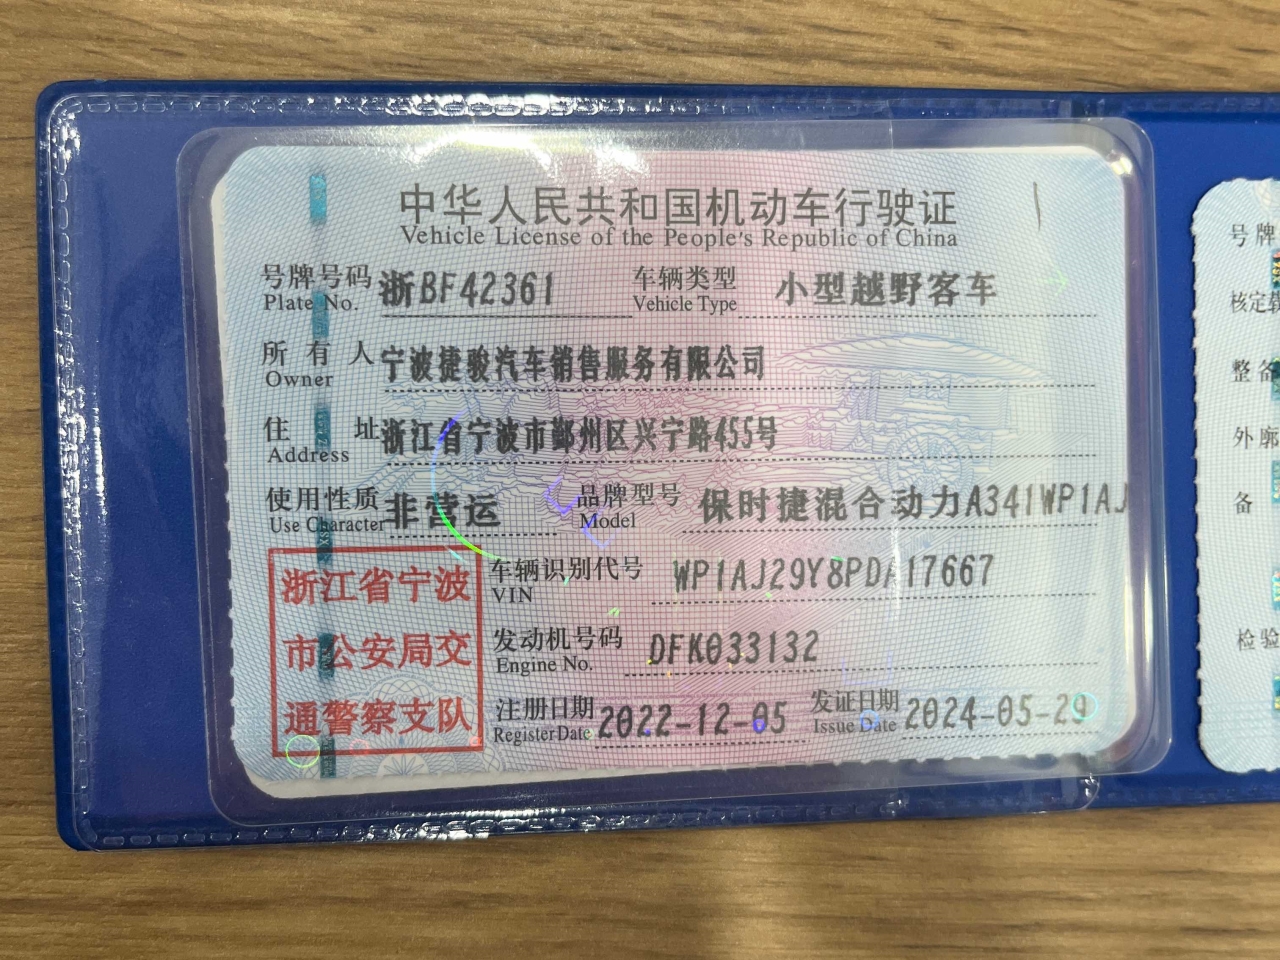 中华人民共和国机动车行驶证
Vehicle License of the People's Republic of China
号牌号码 浙BF42361 车辆类型 小型越野客车
Plate No. Vehicle Type
所有人 宁波捷骏汽车销售服务有限公司
Owner
住址 浙江省宁波市鄞州区兴宁路455号
Address
使用性质 非营运 品牌型号 保时捷混合动力A341WP1AJ
Use Character Model
浙江省宁波
市公安局交
通警察支队
车辆识别代号 WP1AJ29Y8PDA17667
VIN
发动机号码 DFK033132
Engine No.
注册日期 2022-12-05 发证日期 2024-05-29
Register Date Issue Date
号牌
核定
整备
外廓
备
检验